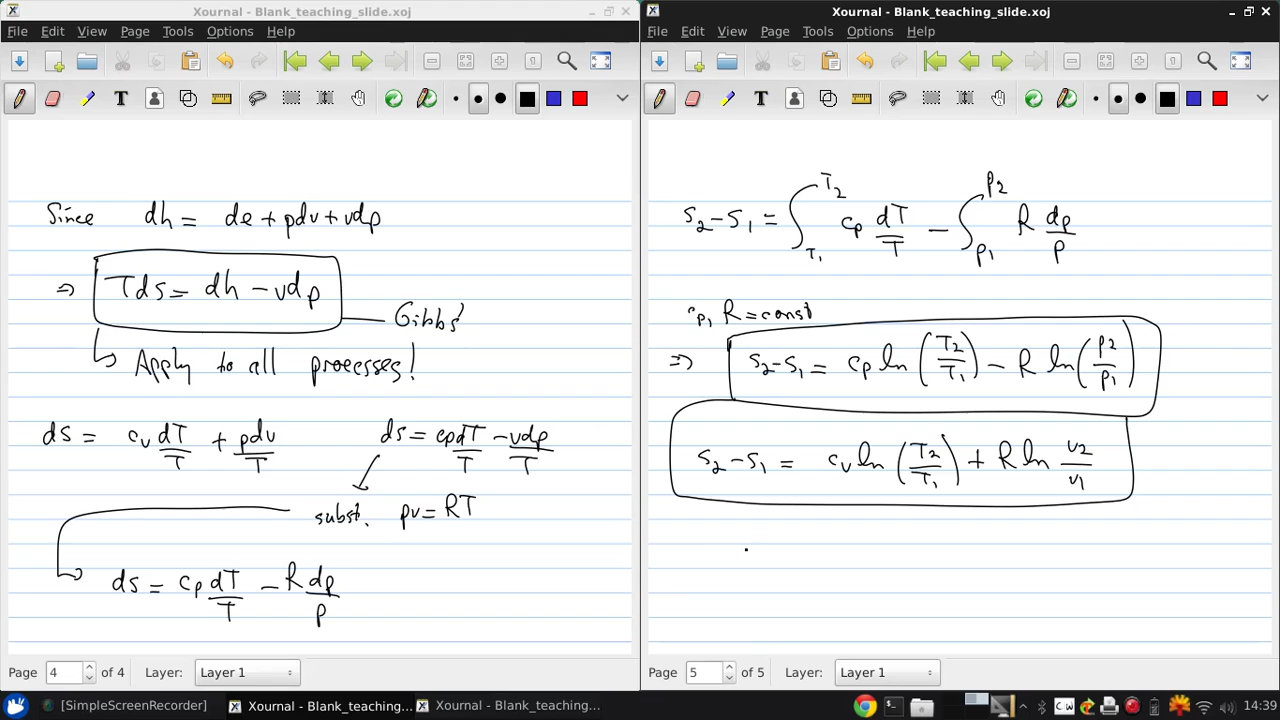 Xournal - Blank_teaching_slide.xoj
File Edit View Page Tools Options Help
Since dh = de + pdv + vdp
⇒ Tds = dh - vdp
Gibbs'
Apply to all processes!
ds = cv dT/T + pdv/T
ds = cpdT/T - vdp/T
subst. pv = RT
ds = cp dT/T - R dp/p
Page 4 of 4 Layer: Layer 1
Xournal - Blank_teaching_slide.xoj
File Edit View Page Tools Options Help
s2 - s1 = ∫T1^T2 cp dT/T - ∫p1^p2 R dp/p
cp, R = const
⇒ s2 - s1 = cp ln (T2/T1) - R ln (p2/p1)
s2 - s1 = cv ln (T2/T1) + R ln v2/v1
Page 5 of 5 Layer: Layer 1
[SimpleScreenRecorder] Xournal - Blank_teaching_... Xournal - Blank_teaching_... 14:39